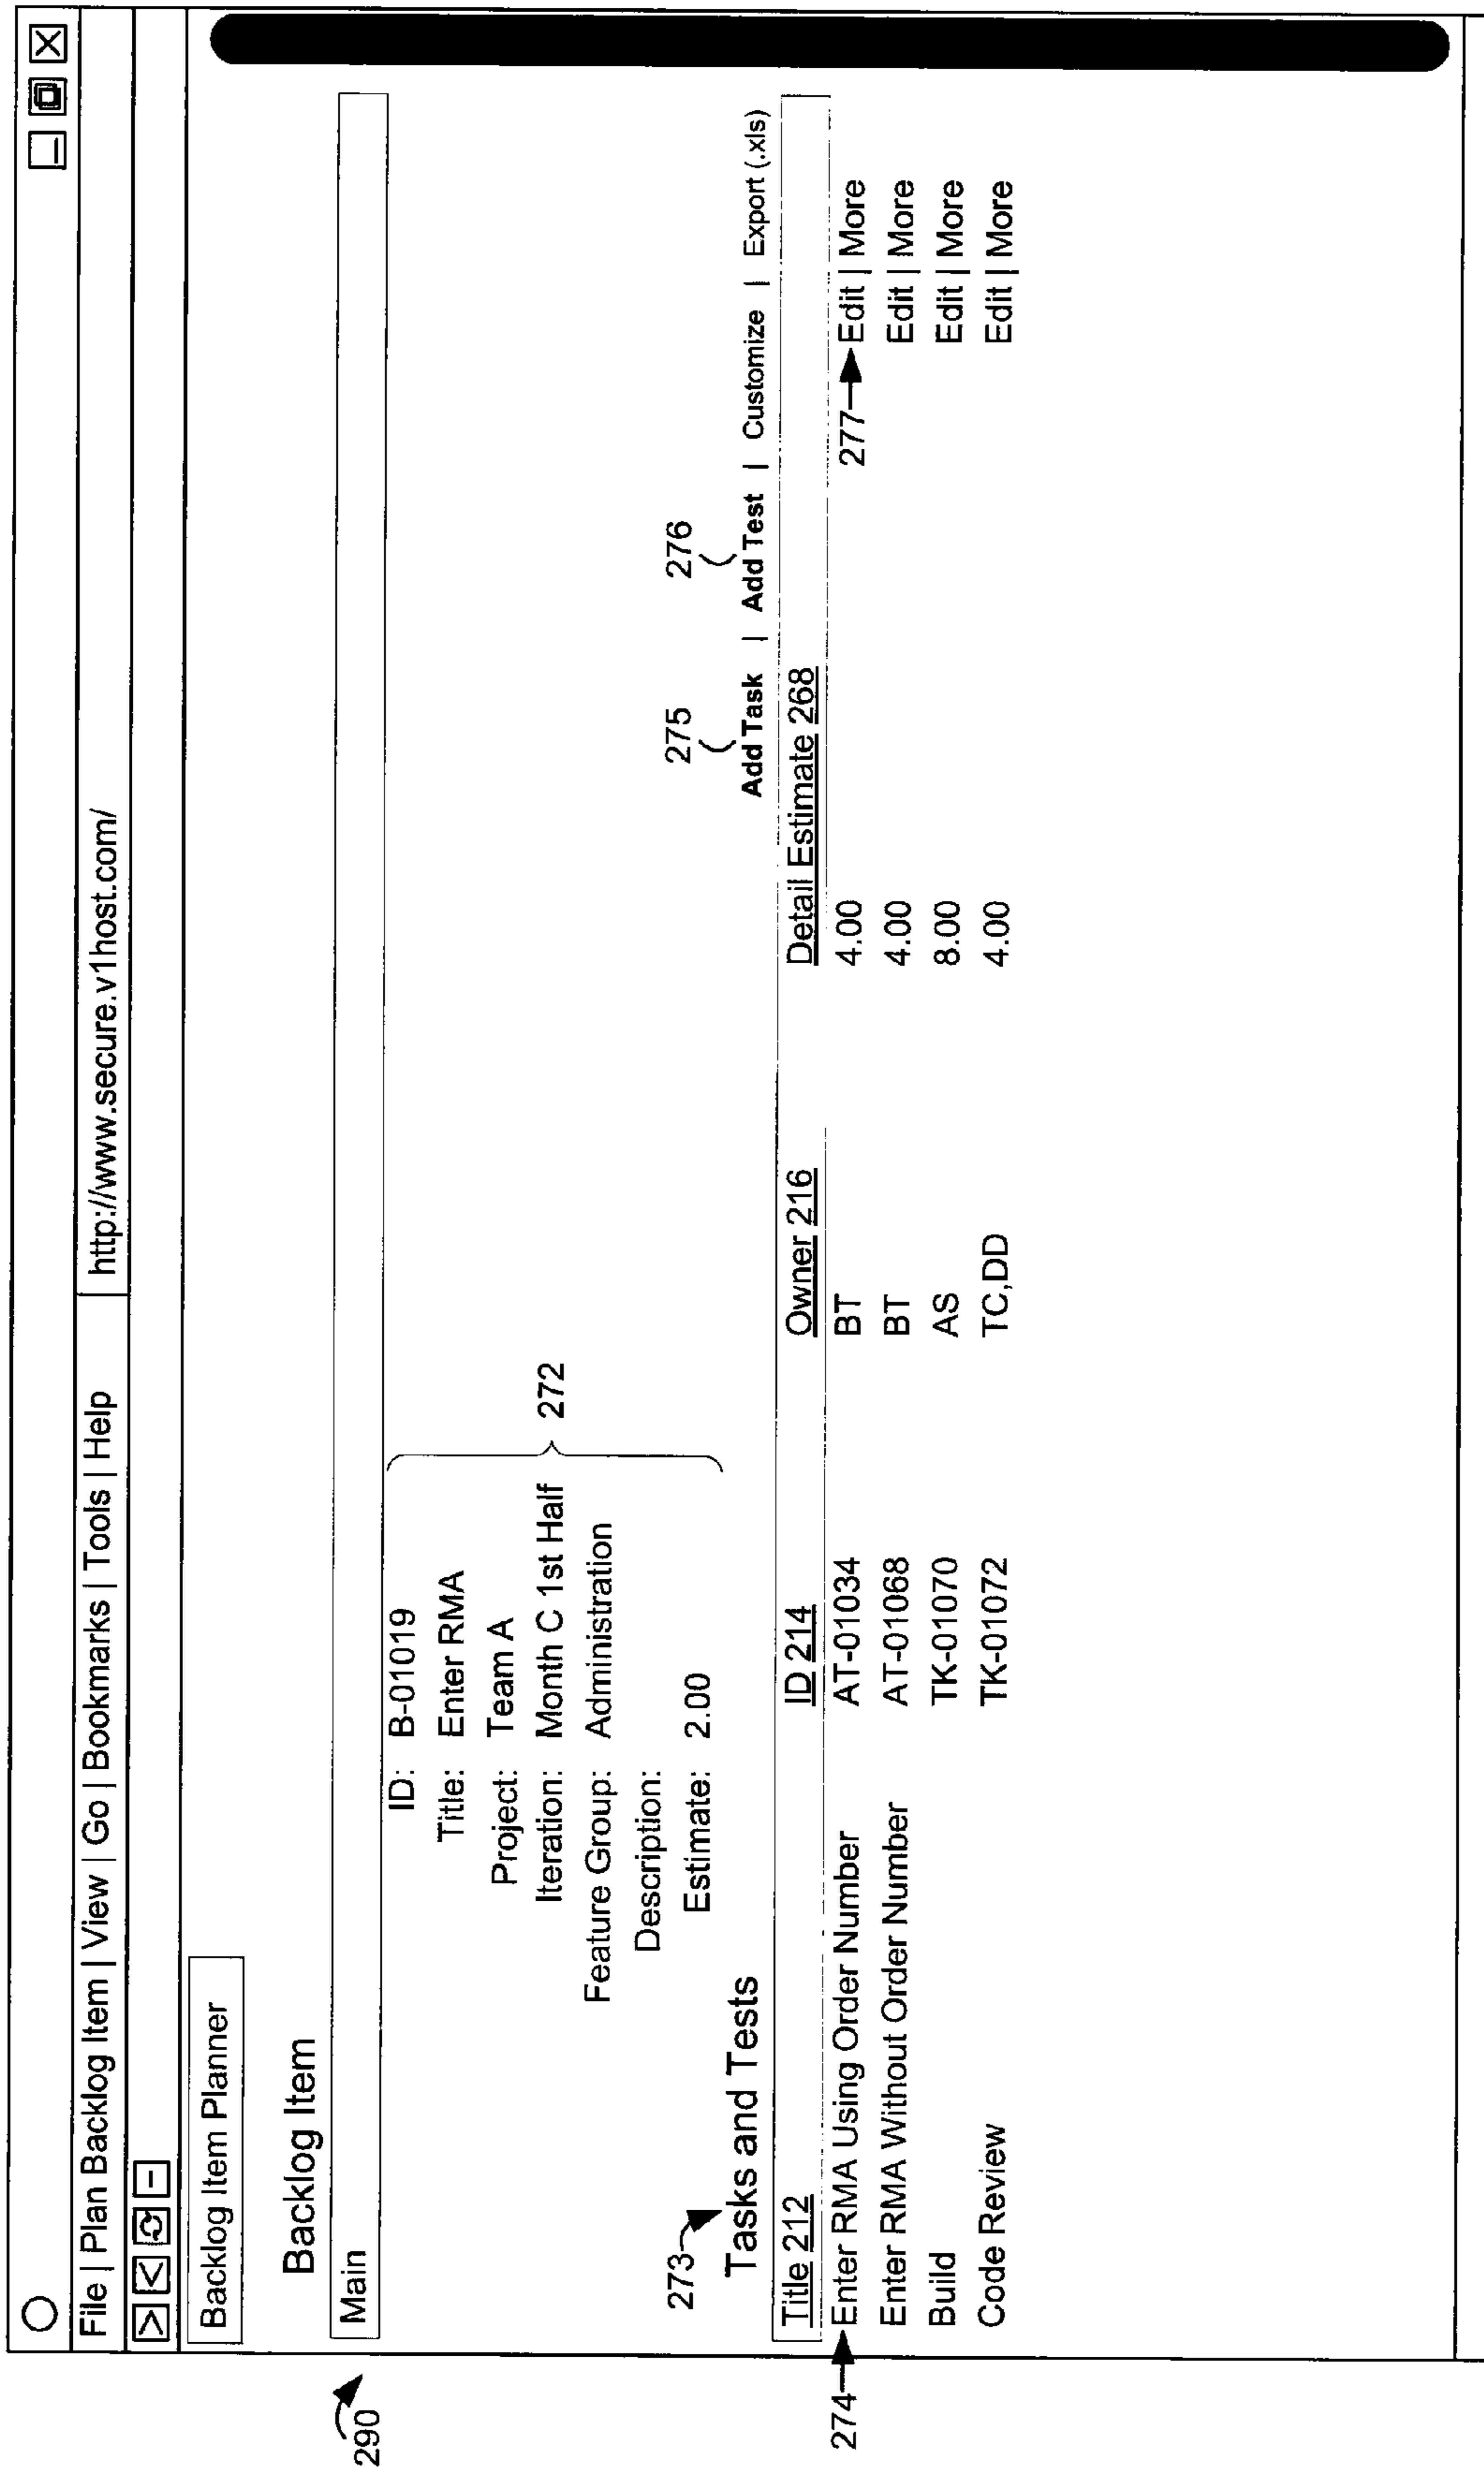 File | Plan Backlog Item | View | Go | Bookmarks | Tools | Help http://www.secure.v1host.com/
Backlog Item Planner
290
Backlog Item
Main
ID: B-01019
Title: Enter RMA
Project: Team A
Iteration: Month C 1st Half 272
Feature Group: Administration
Description:
Estimate: 2.00
273 275 276
Tasks and Tests Add Task | Add Test | Customize | Export (.xls)
Title 212 ID 214 Owner 216 Detail Estimate 268
274 Enter RMA Using Order Number AT-01034 BT 4.00 277 Edit | More
Enter RMA Without Order Number AT-01068 BT 4.00 Edit | More
Build TK-01070 AS 8.00 Edit | More
Code Review TK-01072 TC,DD 4.00 Edit | More